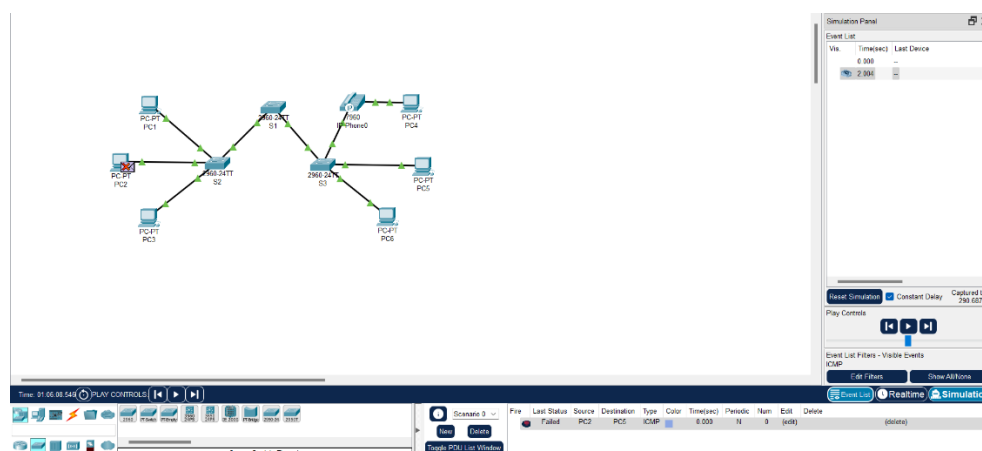 Simulation Panel
Event List
Vis. Time(sec) Last Device
0.000 --
2.004 --
PC-PT
PC1
2960-24TT
S1
7960
IP Phone0
PC-PT
PC4
PC-PT
PC2
2960-24TT
S2
2960-24TT
S3
PC-PT
PC5
PC-PT
PC3
PC-PT
PC6
Reset Simulation Constant Delay Captured
290.687
Play Controls
Event List Filters - Visible Events
ICMP
Edit Filters Show All/None
Time: 01:06:08.548 PLAY CONTROLS:
Event List Realtime Simulatio
Scenario 0
New Delete
Toggle PDU List Window
Fire Last Status Source Destination Type Color Time(sec) Periodic Num Edit Delete
Failed PC2 PC6 ICMP 0.000 N 0 (edit) (delete)